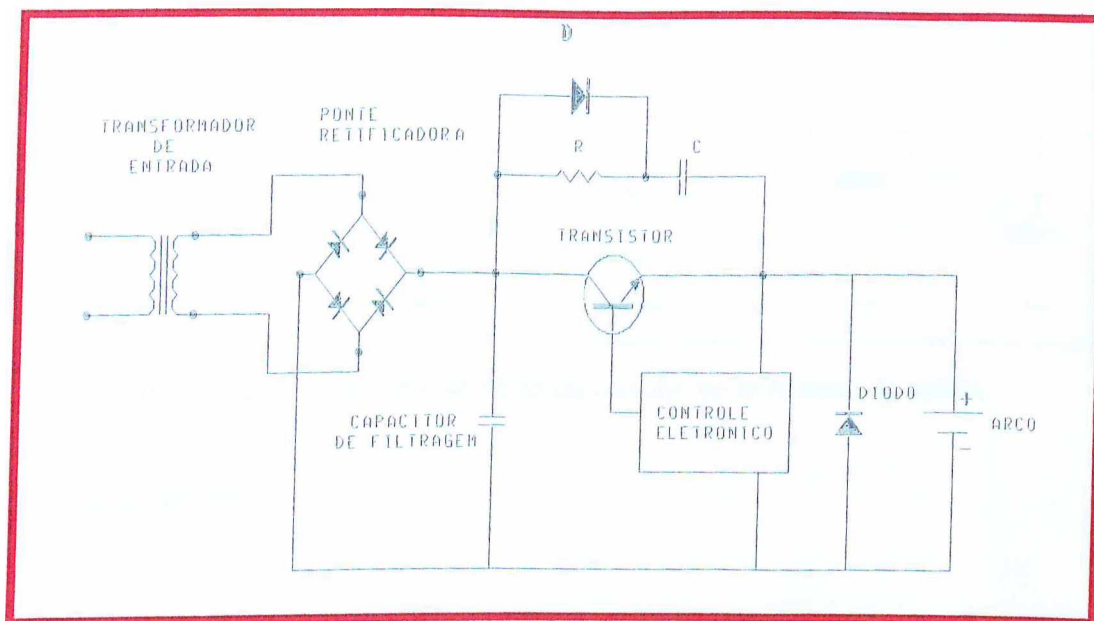 D
PONTE
RETIFICADORA
TRANSFORMADOR
DE
ENTRADA
R
C
TRANSISTOR
CAPACITOR
DE FILTRAGEM
CONTROLE
ELETRONICO
DIODO
+
ARCO
-